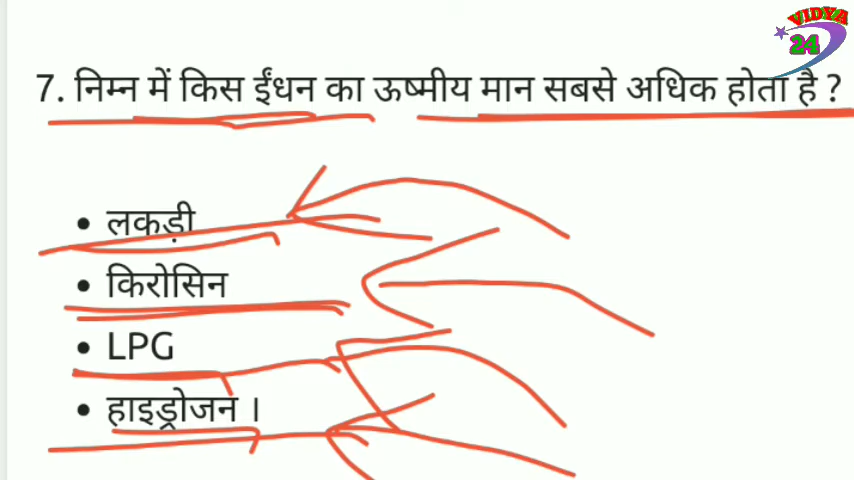 VIDYA
24
7. निम्न में किस ईंधन का ऊष्मीय मान सबसे अधिक होता है ?
• लकड़ी
• किरोसिन
• LPG
• हाइड्रोजन ।